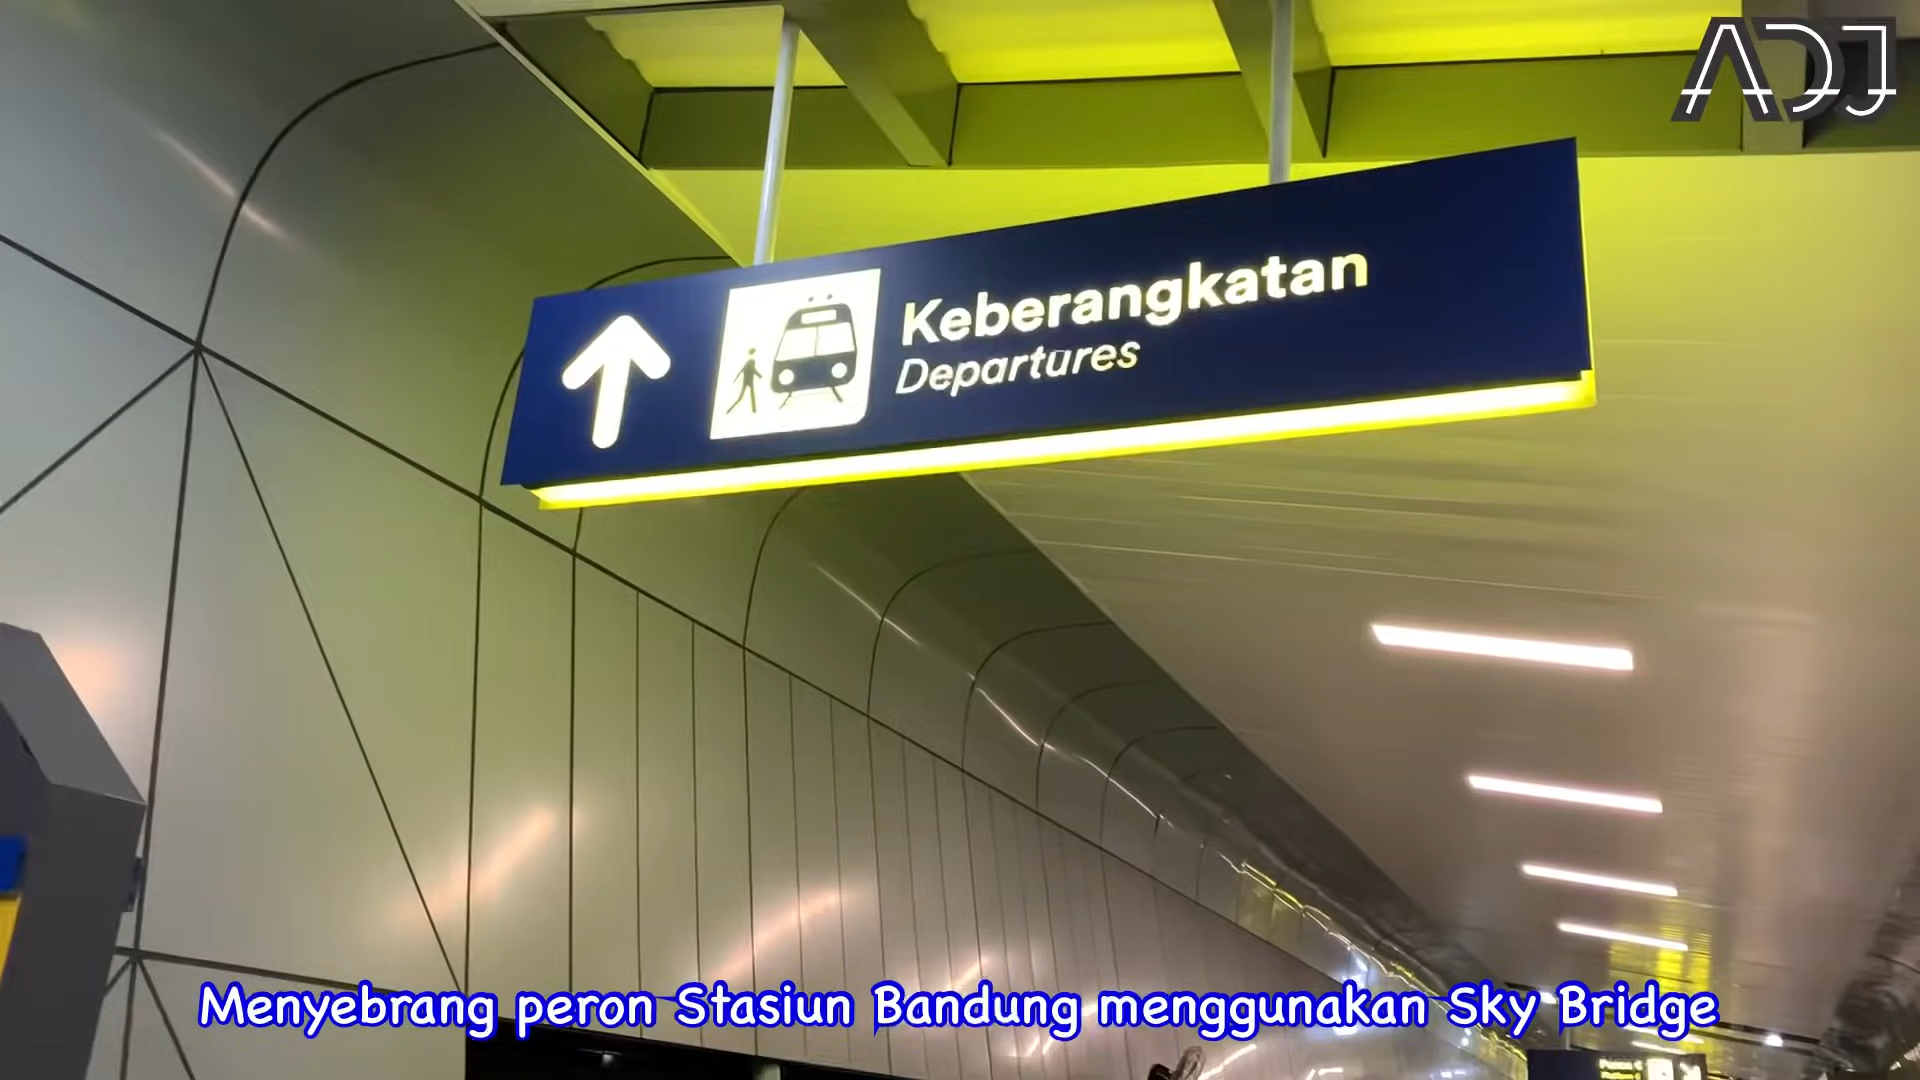 ADJ
Keberangkatan
Departures
Menyebrang peron Stasiun Bandung menggunakan Sky Bridge